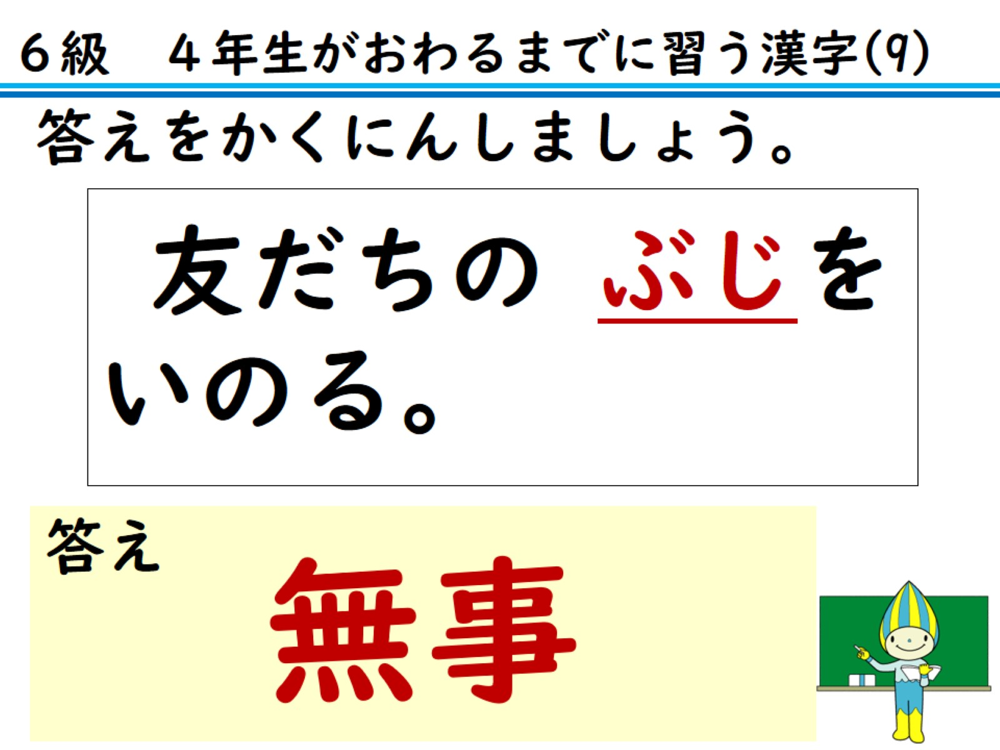 ６級　４年生がおわるまでに習う漢字(9)
答えをかくにんしましょう。
友だちの ぶじを
いのる。
答え
無事